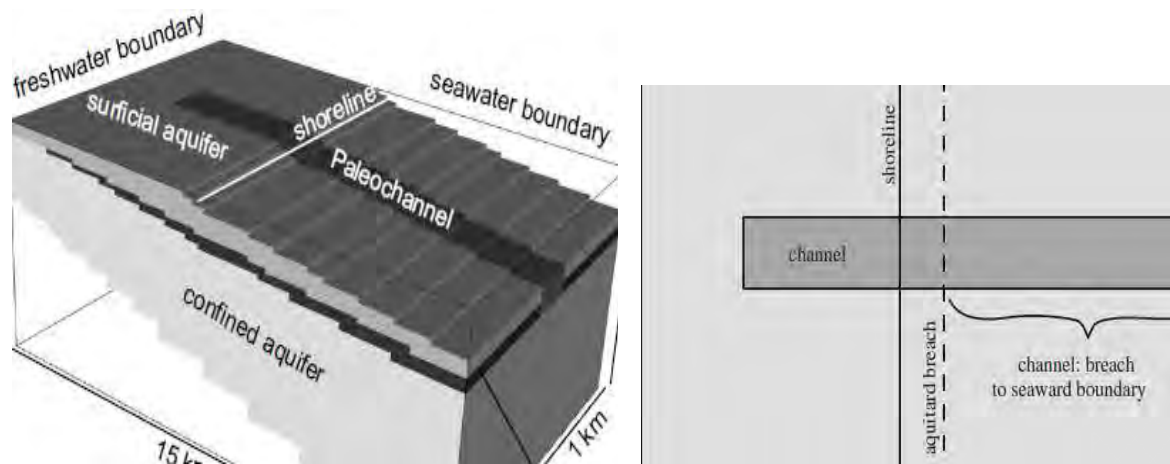 freshwater boundary
seawater boundary
surficial aquifer
shoreline
Paleochannel
confined aquifer
1 km
shoreline
channel
aquitard breach
channel: breach
to seaward boundary